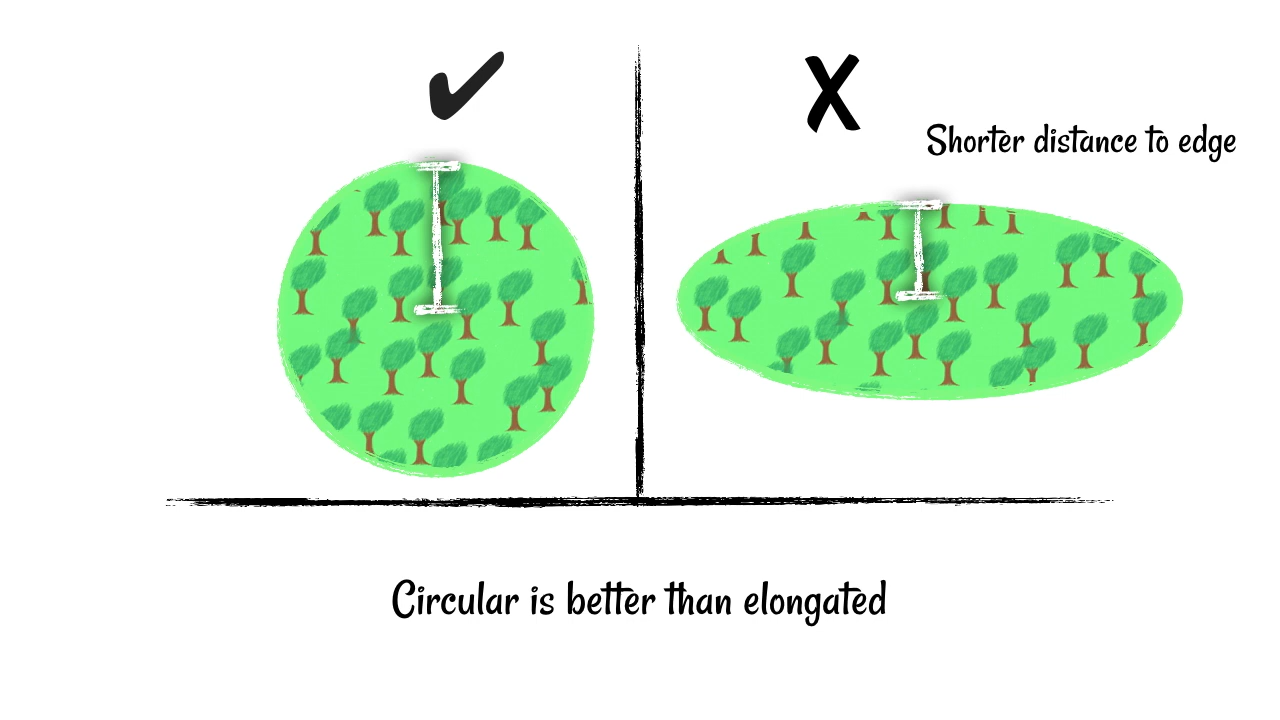 Shorter distance to edge
Circular is better than elongated